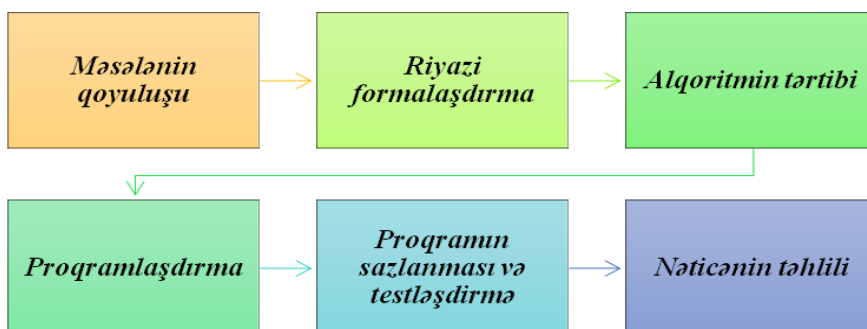 Məsələnin
qoyuluşu
Riyazi
formalaşdırma
Alqoritmin tərtibi
Proqramlaşdırma
Proqramın
sazlanması və
testləşdirmə
Nəticənin təhlili